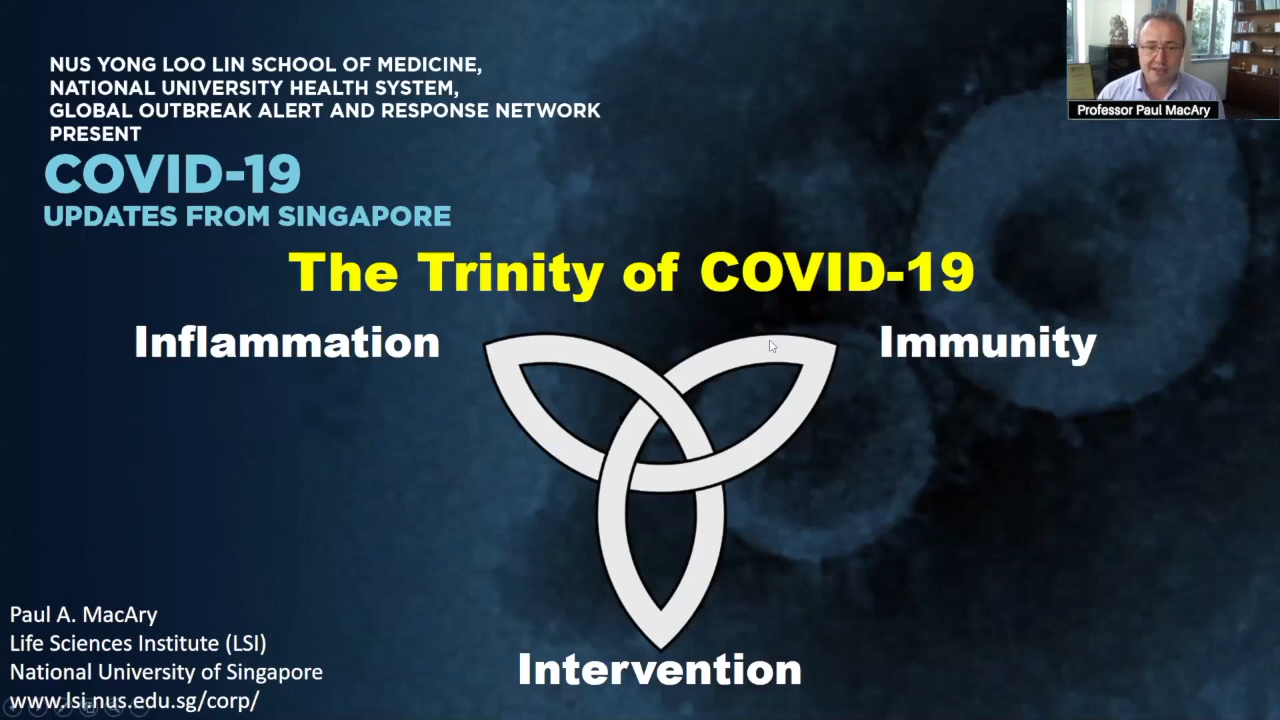 NUS YONG LOO LIN SCHOOL OF MEDICINE,
NATIONAL UNIVERSITY HEALTH SYSTEM,
GLOBAL OUTBREAK ALERT AND RESPONSE NETWORK
PRESENT
COVID-19
UPDATES FROM SINGAPORE
Professor Paul MacAry
The Trinity of COVID-19
Inflammation
Immunity
Intervention
Paul A. MacAry
Life Sciences Institute (LSI)
National University of Singapore
www.lsi.nus.edu.sg/corp/